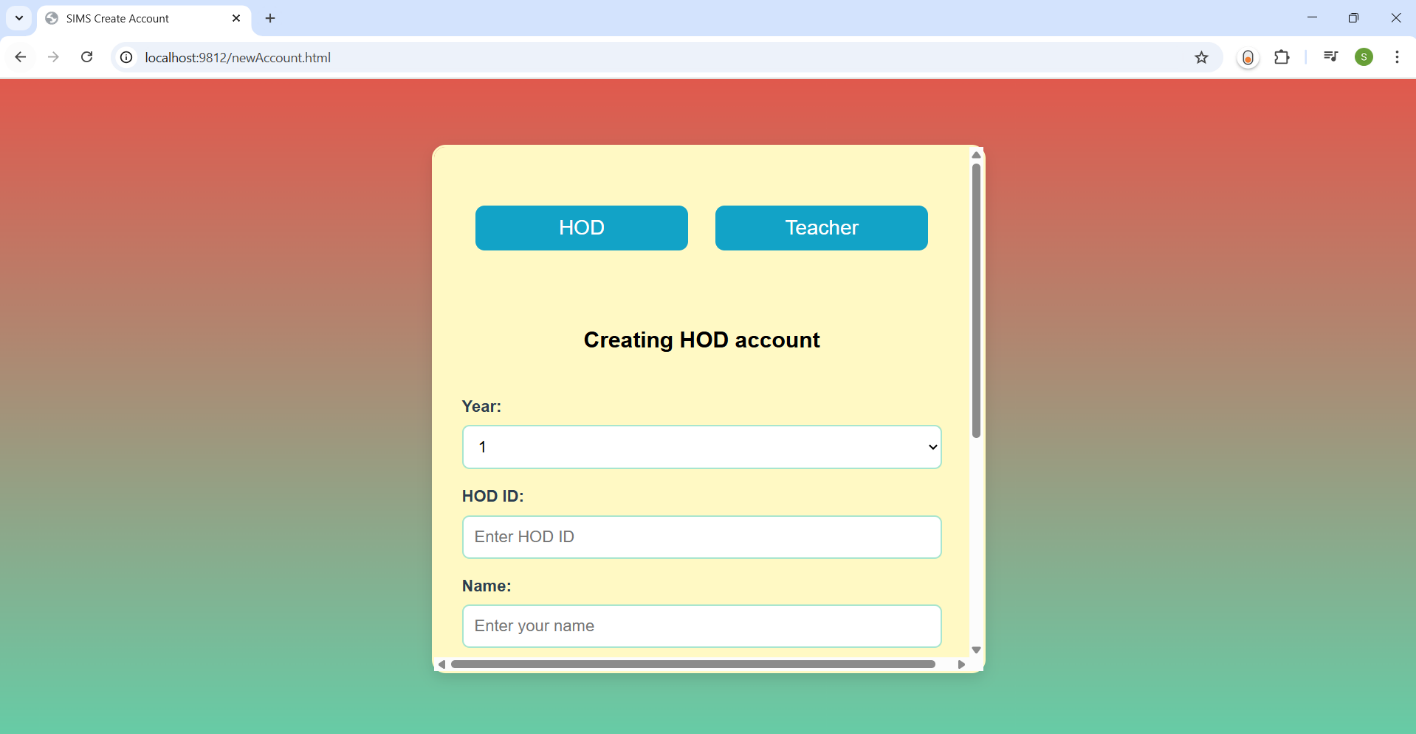 SIMS Create Account
localhost:9812/newAccount.html
S
HOD
Teacher
Creating HOD account
Year:
1
HOD ID:
Enter HOD ID
Name:
Enter your name